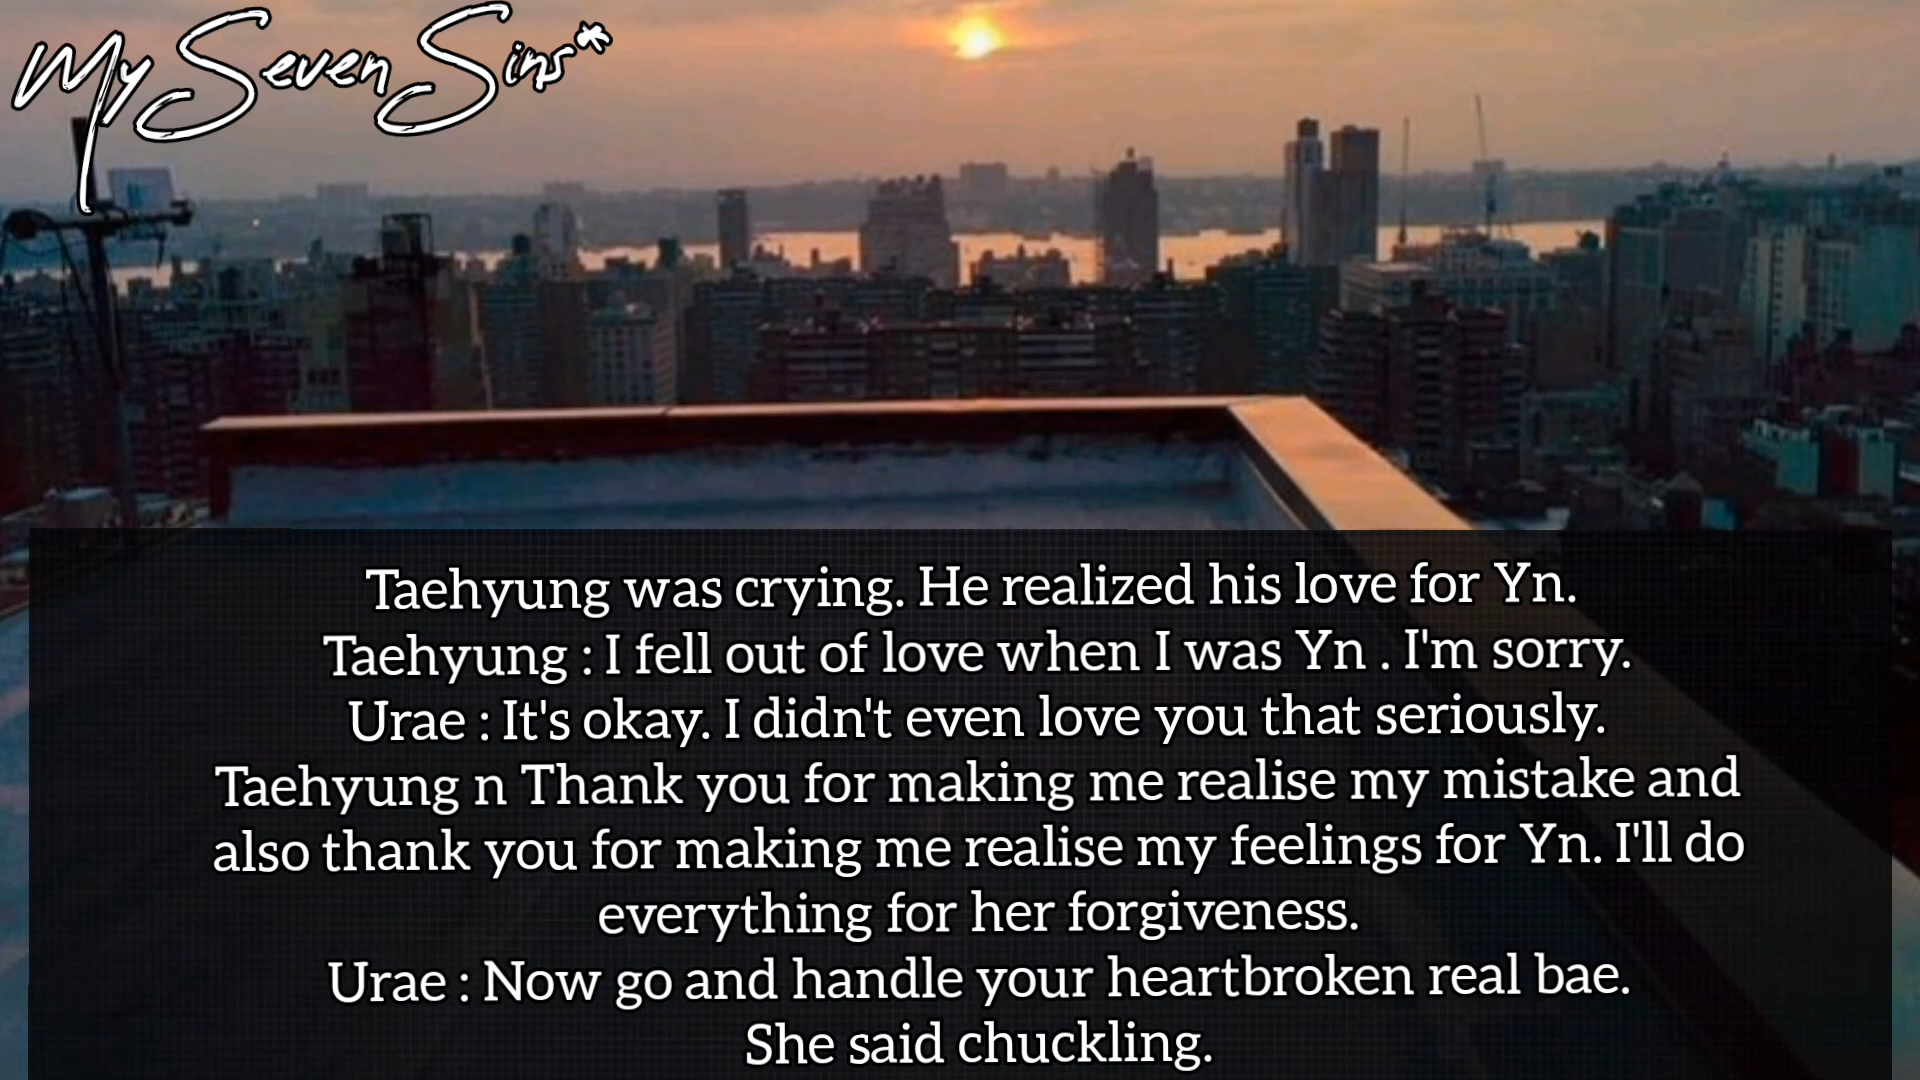 My Seven Sins*
Taehyung was crying. He realized his love for Yn.
Taehyung : I fell out of love when I was Yn . I'm sorry.
Urae : It's okay. I didn't even love you that seriously.
Taehyung n Thank you for making me realise my mistake and
also thank you for making me realise my feelings for Yn. I'll do
everything for her forgiveness.
Urae : Now go and handle your heartbroken real bae.
She said chuckling.